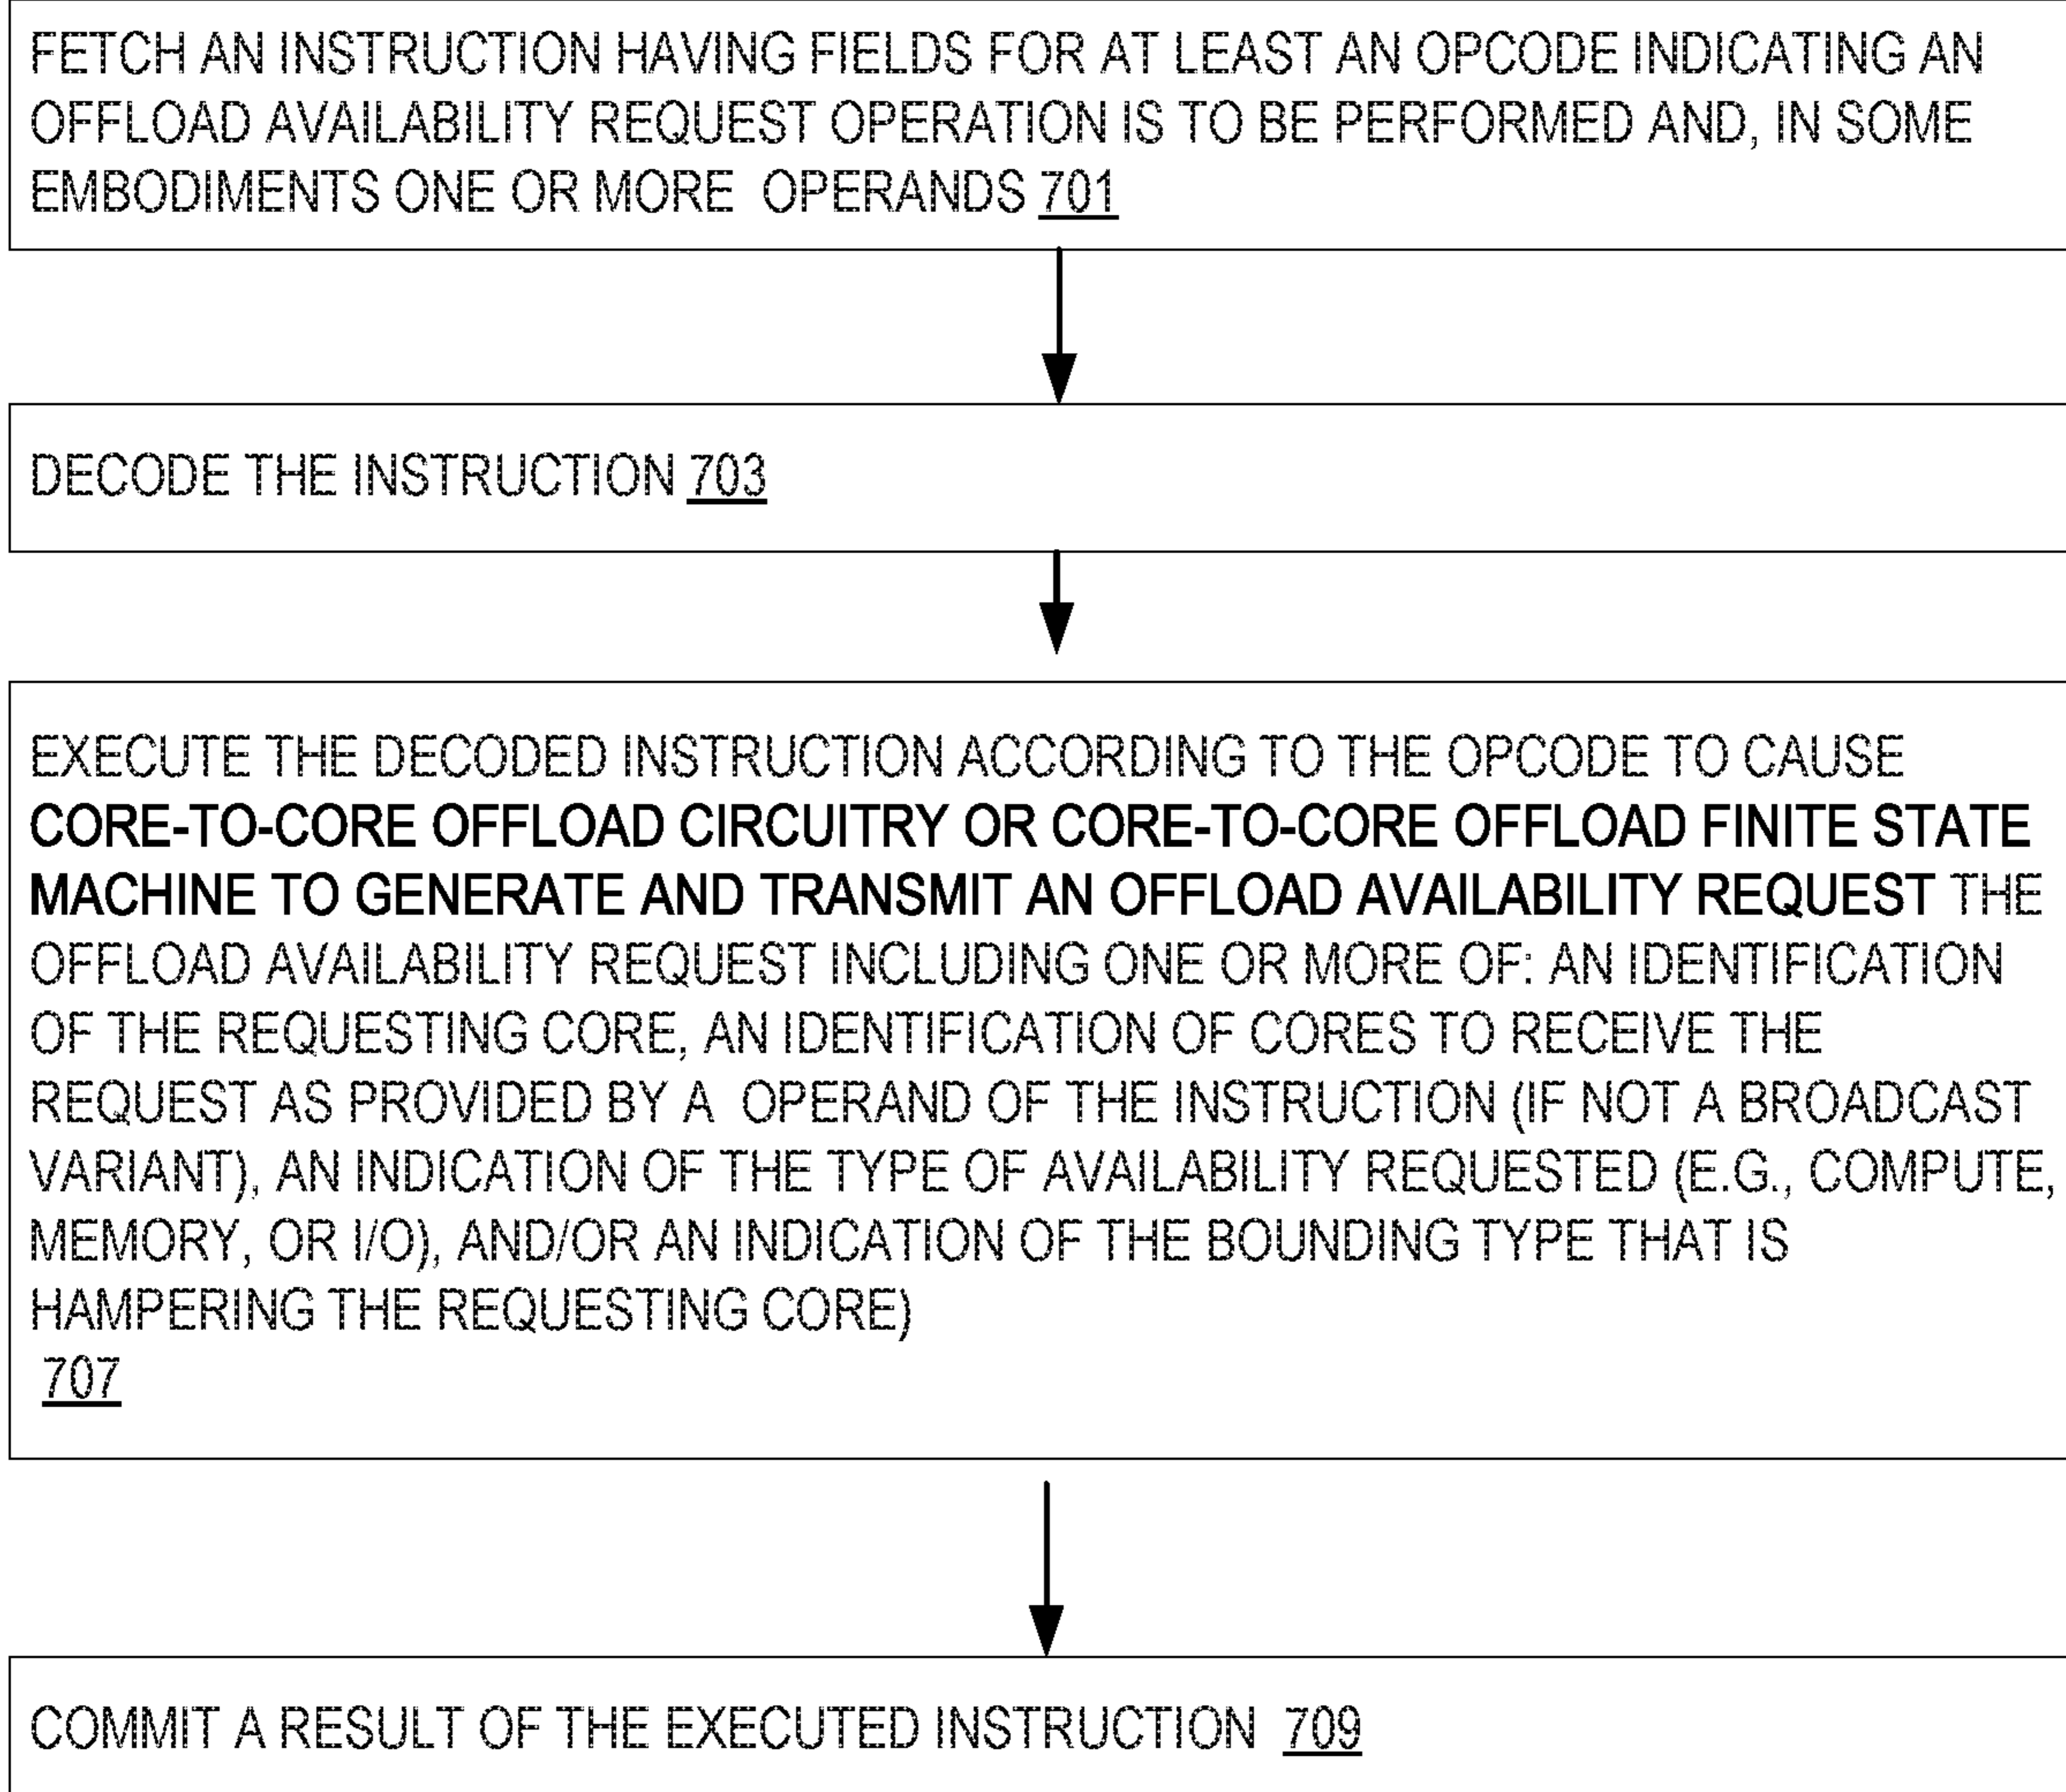 FETCH AN INSTRUCTION HAVING FIELDS FOR AT LEAST AN OPCODE INDICATING AN
OFFLOAD AVAILABILITY REQUEST OPERATION IS TO BE PERFORMED AND, IN SOME
EMBODIMENTS ONE OR MORE OPERANDS 701
DECODE THE INSTRUCTION 703
EXECUTE THE DECODED INSTRUCTION ACCORDING TO THE OPCODE TO CAUSE
CORE-TO-CORE OFFLOAD CIRCUITRY OR CORE-TO-CORE OFFLOAD FINITE STATE
MACHINE TO GENERATE AND TRANSMIT AN OFFLOAD AVAILABILITY REQUEST THE
OFFLOAD AVAILABILITY REQUEST INCLUDING ONE OR MORE OF: AN IDENTIFICATION
OF THE REQUESTING CORE, AN IDENTIFICATION OF CORES TO RECEIVE THE
REQUEST AS PROVIDED BY A OPERAND OF THE INSTRUCTION (IF NOT A BROADCAST
VARIANT), AN INDICATION OF THE TYPE OF AVAILABILITY REQUESTED (E.G., COMPUTE,
MEMORY, OR I/O), AND/OR AN INDICATION OF THE BOUNDING TYPE THAT IS
HAMPERING THE REQUESTING CORE)
707
COMMIT A RESULT OF THE EXECUTED INSTRUCTION 709